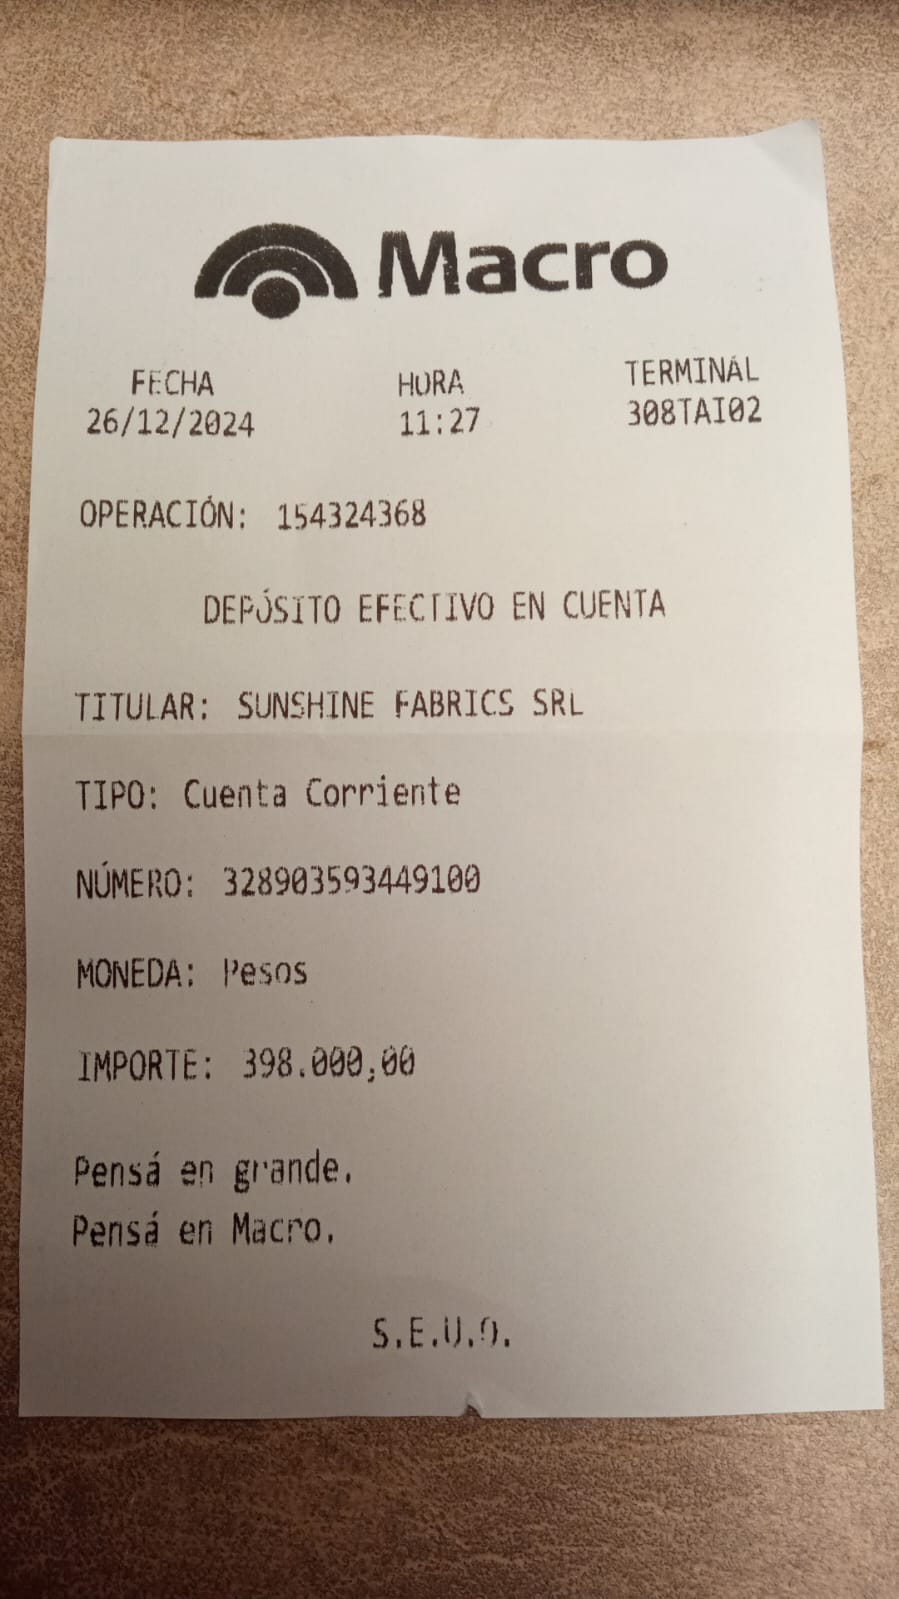 Macro
FECHA HORA TERMINAL
26/12/2024 11:27 308TAI02
OPERACIÓN: 154324368
DEPÓSITO EFECTIVO EN CUENTA
TITULAR: SUNSHINE FABRICS SRL
TIPO: Cuenta Corriente
NÚMERO: 328903593449100
MONEDA: Pesos
IMPORTE: 398.000,00
Pensá en grande.
Pensá en Macro.
S.E.U.O.